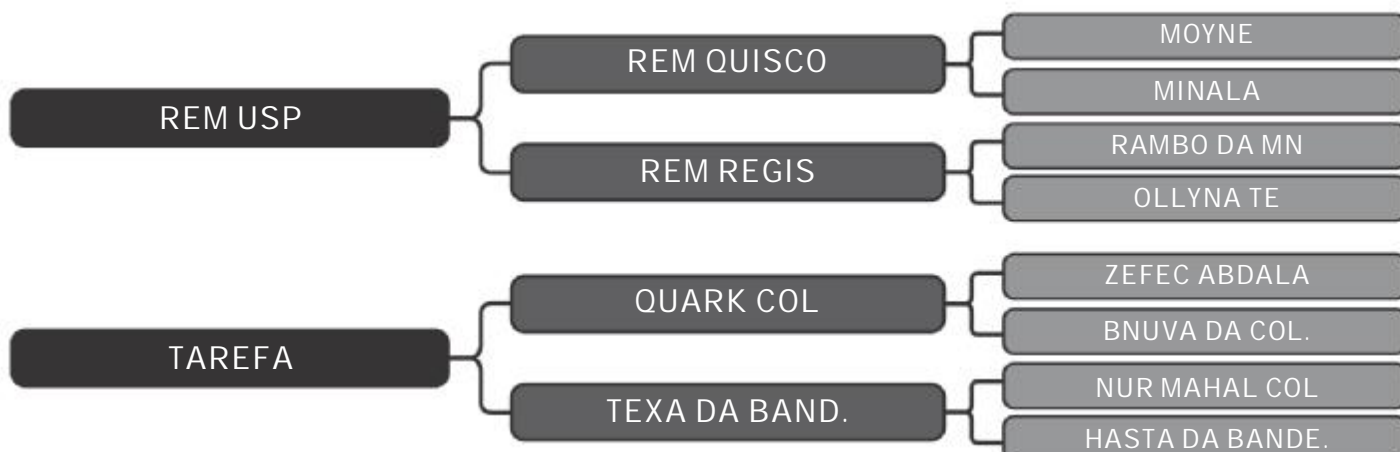 REM USP
REM QUISCO
MOYNE
MINALA
REM REGIS
RAMBO DA MN
OLLYNA TE
TAREFA
QUARK COL
ZEFEC ABDALA
BNUVA DA COL.
TEXA DA BAND.
NUR MAHAL COL
HASTA DA BANDE.